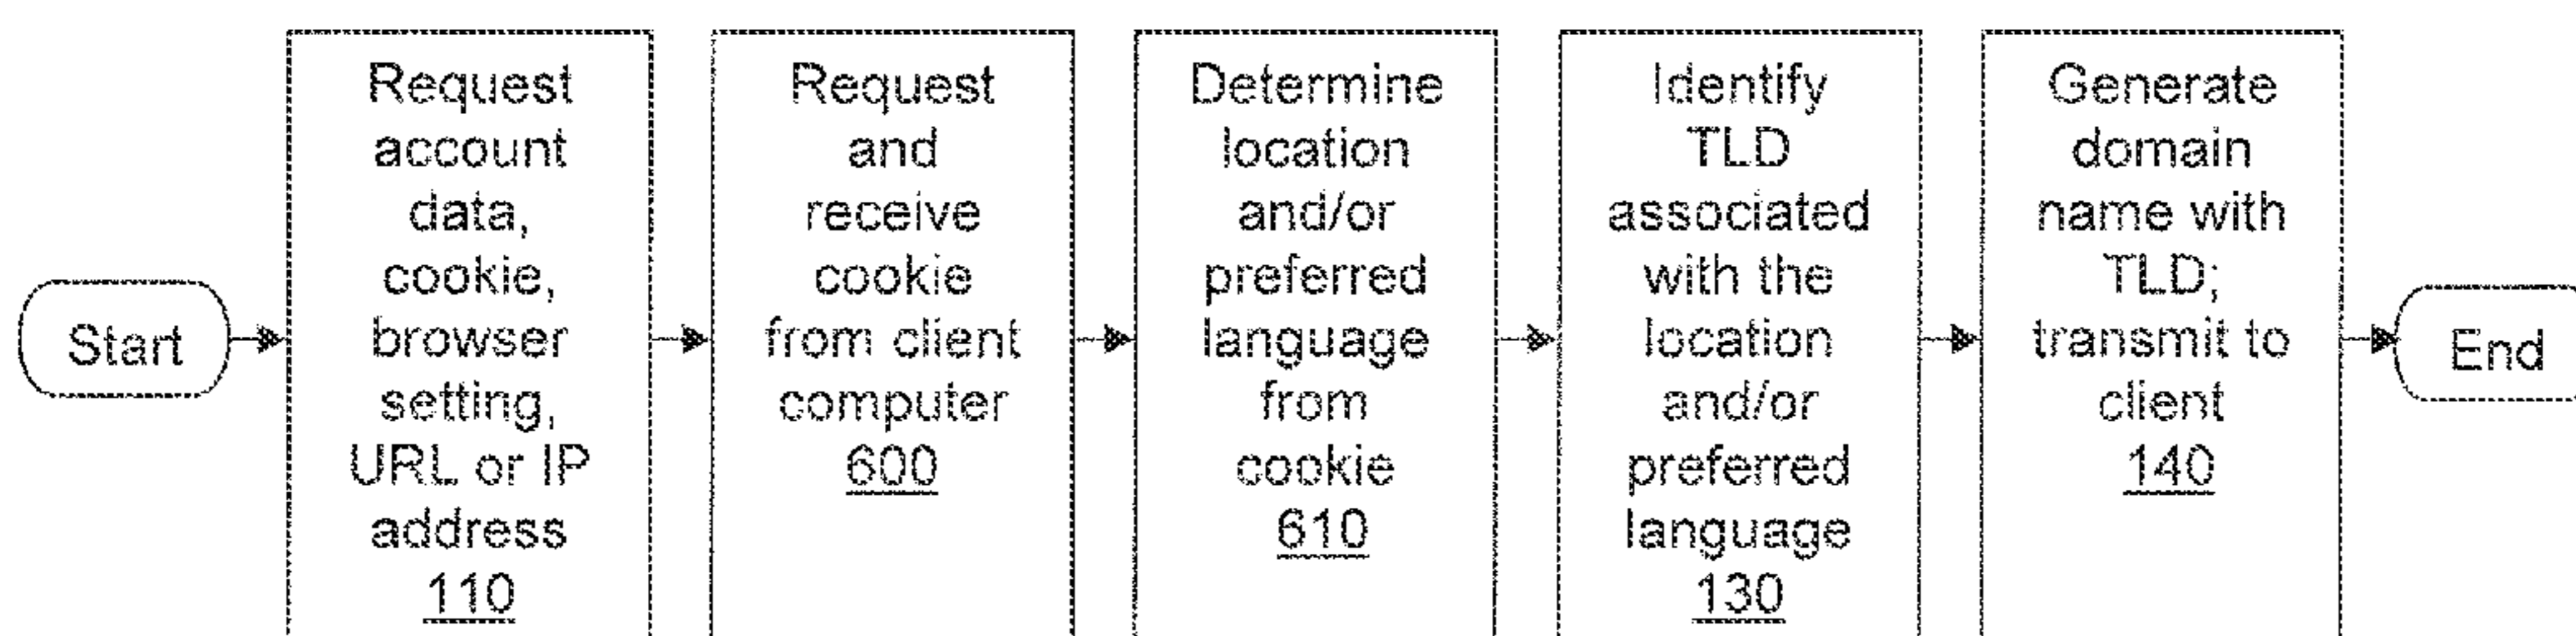 Start
Request
account
data,
cookie,
browser
setting,
URL or IP
address
110
Request
and
receive
cookie
from client
computer
600
Determine
location
and/or
preferred
language
from
cookie
610
Identify
TLD
associated
with the
location
and/or
preferred
language
130
Generate
domain
name with
TLD;
transmit to
client
140
End